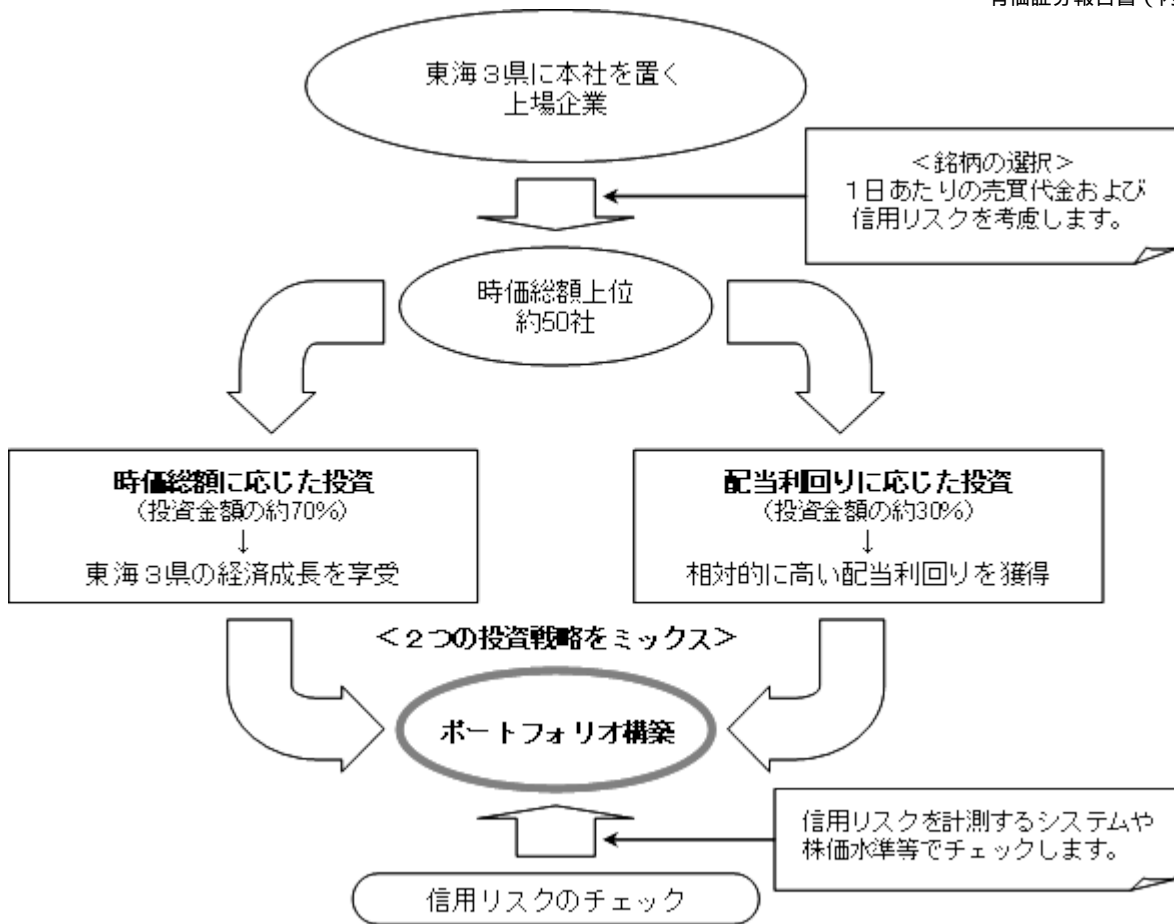 東海３県に本社を置く
上場企業
＜銘柄の選択＞
１日あたりの売買代金および
信用リスクを考慮します。
時価総額上位
約50社
時価総額に応じた投資
（投資金額の約70%）
↓
東海３県の経済成長を享受
配当利回りに応じた投資
（投資金額の約30%）
↓
相対的に高い配当利回りを獲得
＜２つの投資戦略をミックス＞
ポートフォリオ構築
信用リスクを計測するシステムや
株価水準等でチェックします。
信用リスクのチェック